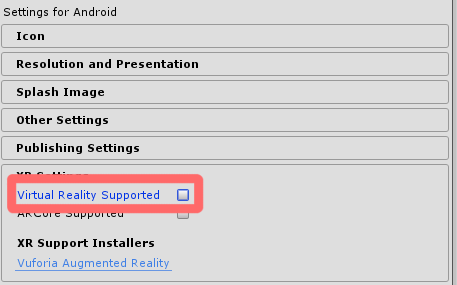 Settings for Android
Icon
Resolution and Presentation
Splash Image
Other Settings
Publishing Settings
XR Settings
Virtual Reality Supported
ARCore Supported
XR Support Installers
Vuforia Augmented Reality